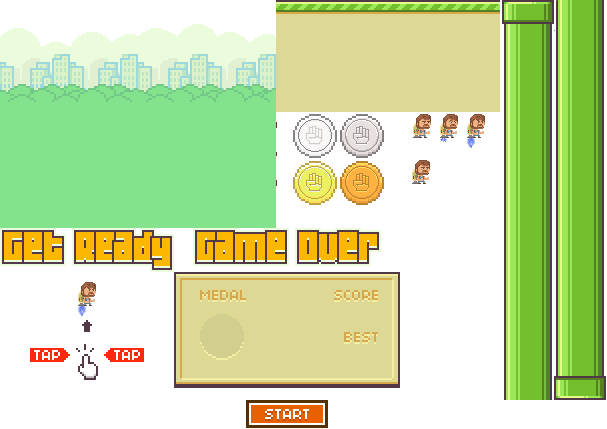 Get Ready
Game Over
MEDAL
SCORE
BEST
TAP
TAP
START